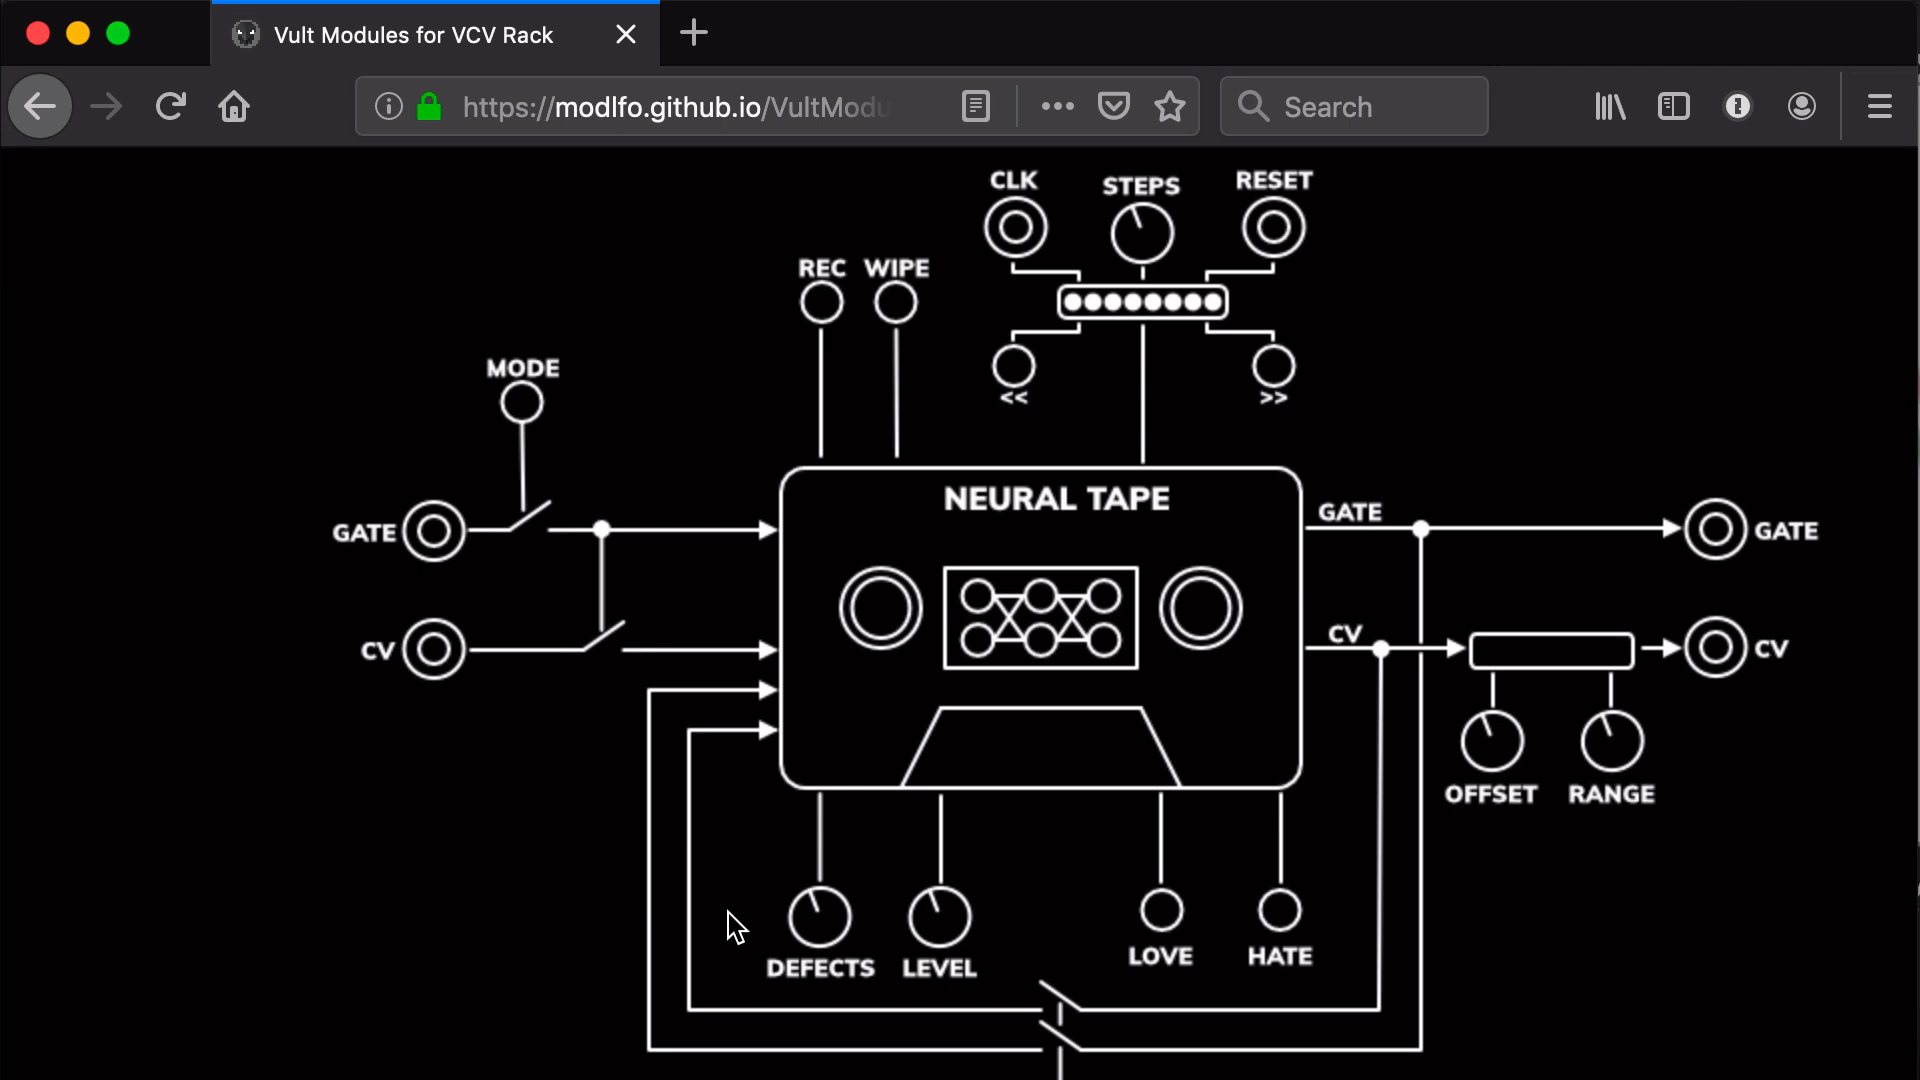 Vult Modules for VCV Rack
https://modlfo.github.io/VultModu
Search
CLK
STEPS
RESET
REC
WIPE
<<
>>
MODE
NEURAL TAPE
GATE
GATE
GATE
CV
CV
CV
OFFSET
RANGE
DEFECTS
LEVEL
LOVE
HATE